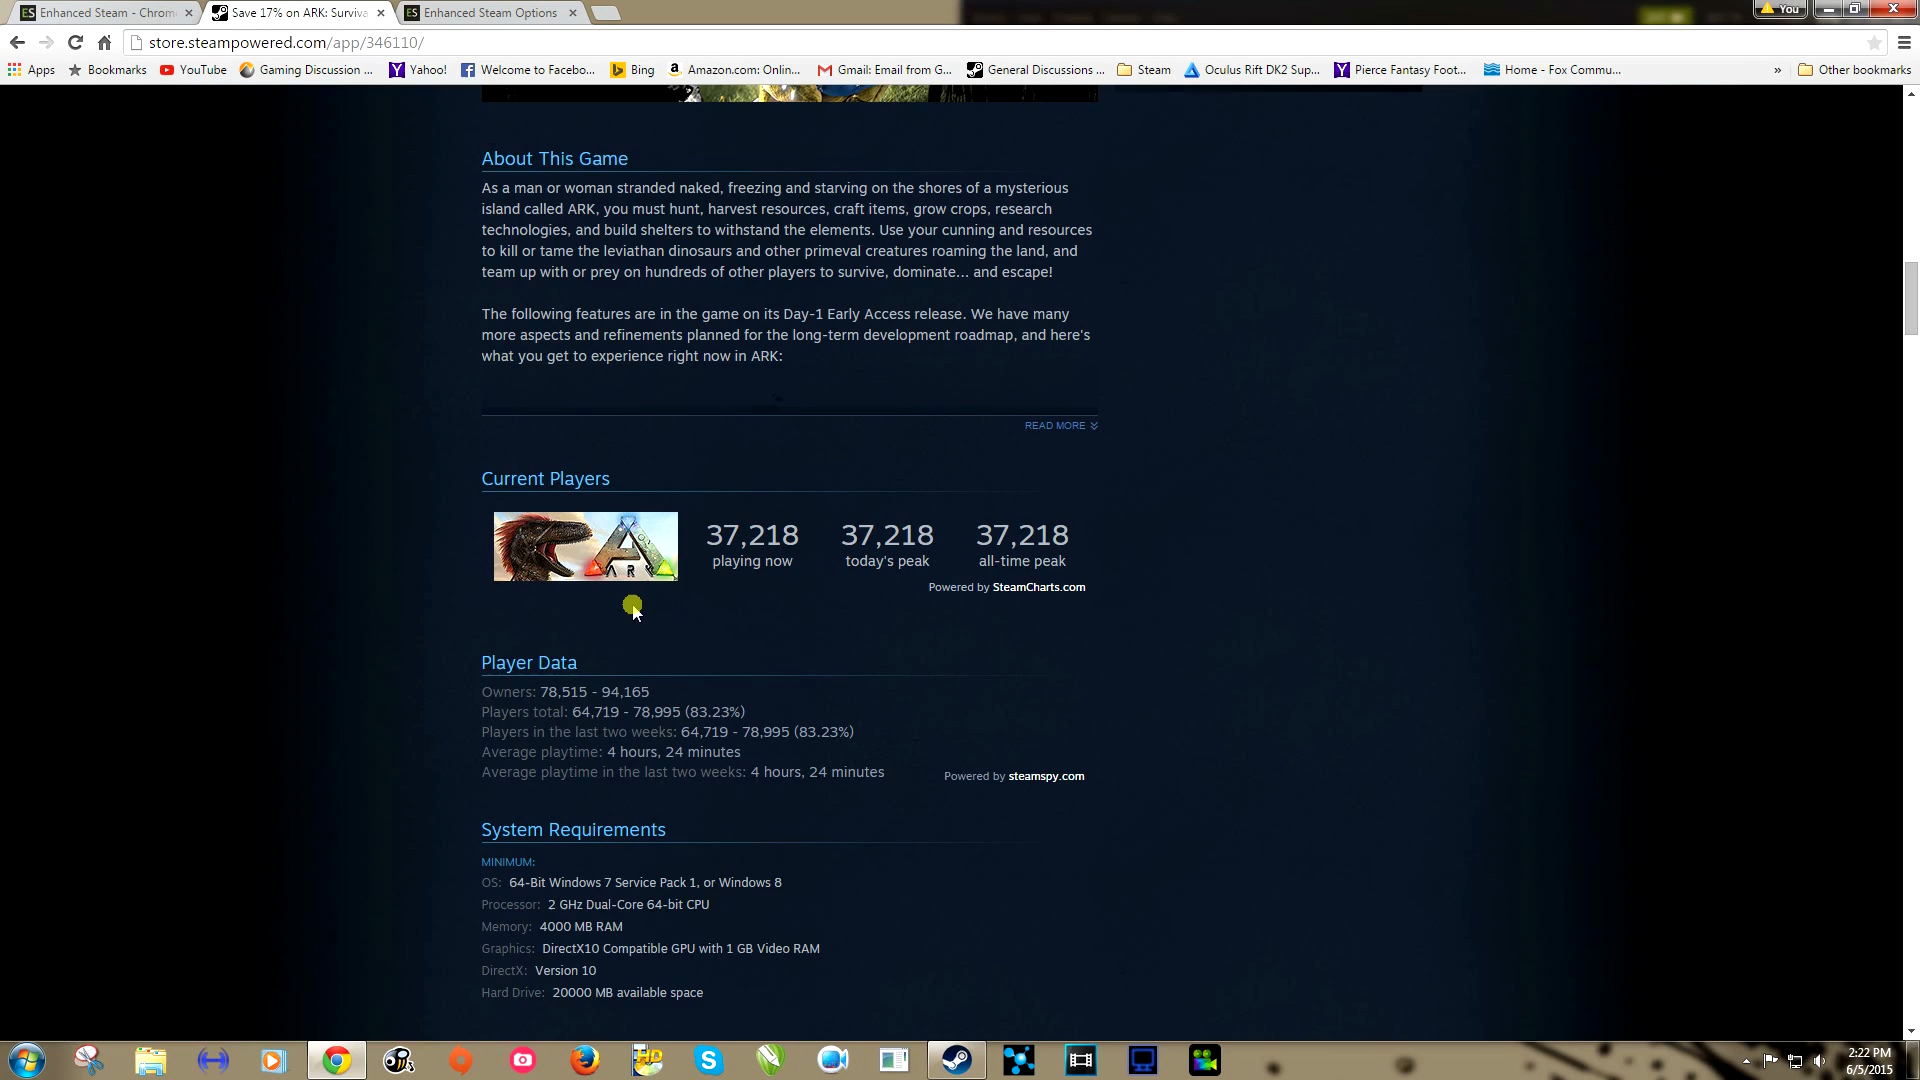 Enhanced Steam - Chrom
Save 17% on ARK: Surviva
Enhanced Steam Options
You
store.steampowered.com/app/346110/
Apps
Bookmarks
YouTube
Gaming Discussion ...
Yahoo!
Welcome to Facebo...
Bing
Amazon.com: Onlin...
Gmail: Email from G...
General Discussions ...
Steam
Oculus Rift DK2 Sup...
Pierce Fantasy Foot...
Home - Fox Commu...
»
Other bookmarks
About This Game
As a man or woman stranded naked, freezing and starving on the shores of a mysterious
island called ARK, you must hunt, harvest resources, craft items, grow crops, research
technologies, and build shelters to withstand the elements. Use your cunning and resources
to kill or tame the leviathan dinosaurs and other primeval creatures roaming the land, and
team up with or prey on hundreds of other players to survive, dominate... and escape!
The following features are in the game on its Day-1 Early Access release. We have many
more aspects and refinements planned for the long-term development roadmap, and here's
what you get to experience right now in ARK:
READ MORE
Current Players
ARK
37,218 37,218 37,218
playing now today's peak all-time peak
Powered by SteamCharts.com
Player Data
Owners: 78,515 - 94,165
Players total: 64,719 - 78,995 (83.23%)
Players in the last two weeks: 64,719 - 78,995 (83.23%)
Average playtime: 4 hours, 24 minutes
Average playtime in the last two weeks: 4 hours, 24 minutes
Powered by steamspy.com
System Requirements
MINIMUM:
OS: 64-Bit Windows 7 Service Pack 1, or Windows 8
Processor: 2 GHz Dual-Core 64-bit CPU
Memory: 4000 MB RAM
Graphics: DirectX10 Compatible GPU with 1 GB Video RAM
DirectX: Version 10
Hard Drive: 20000 MB available space
2:22 PM
6/5/2015